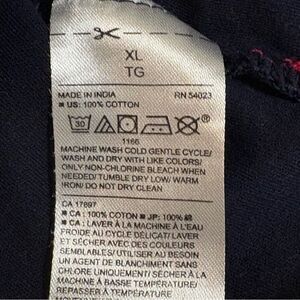 XL
TG
MADE IN INDIA RN 54023
■ US: 100% COTTON
30
1166
MACHINE WASH COLD GENTLE CYCLE/
WASH AND DRY WITH LIKE COLORS/
ONLY NON-CHLORINE BLEACH WHEN
NEEDED/ TUMBLE DRY LOW/ WARM
IRON/ DO NOT DRY CLEAN
CA 17897
■ CA : 100% COTON ■ JP: 100% 綿
■ CA : LAVER À LA MACHINE À L'EAU
FROIDE AU CYCLE DÉLICAT/ LAVER
ET SÉCHER AVEC DES COULEURS
SEMBLABLES/ UTILISER AU BESOIN
UN AGENT DE BLANCHIMENT SANS
CHLORE UNIQUEMENT/ SÉCHER À LA
MACHINE À BASSE TEMPÉRATURE/
REPASSER À TEMPÉRATURE